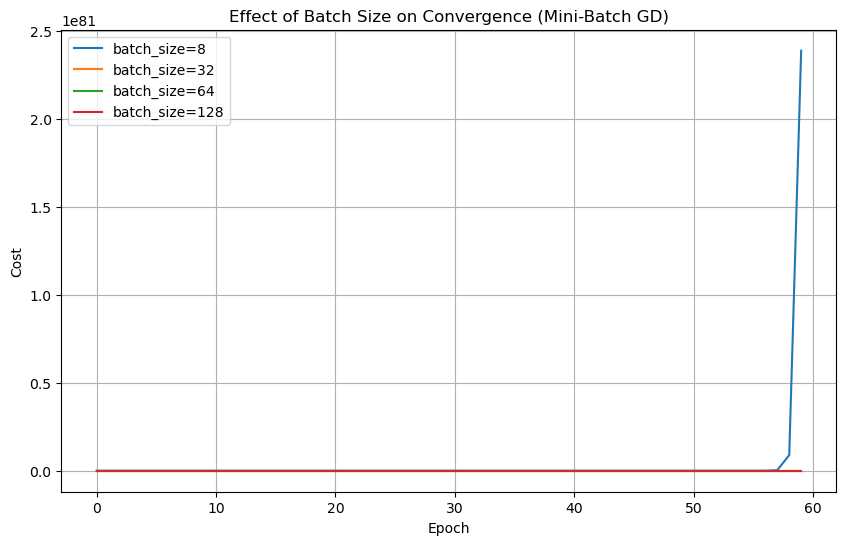 Effect of Batch Size on Convergence (Mini-Batch GD)
1e81
batch_size=8
batch_size=32
batch_size=64
batch_size=128
2.5
2.0
1.5
1.0
0.5
0.0
Cost
0 10 20 30 40 50 60
Epoch